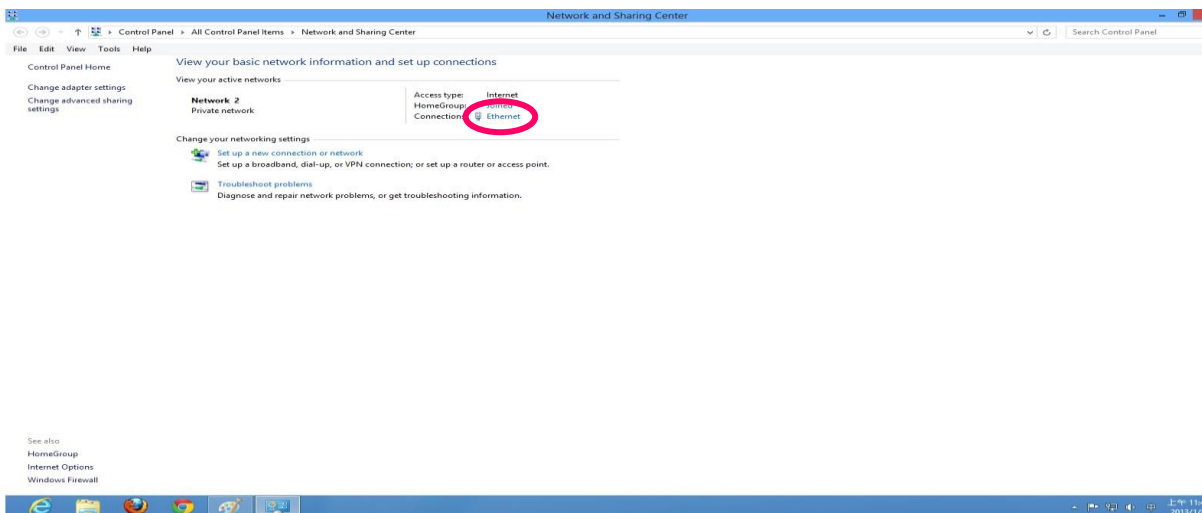 Network and Sharing Center
Control Panel ▸ All Control Panel Items ▸ Network and Sharing Center
Search Control Panel
File Edit View Tools Help
Control Panel Home
Change adapter settings
Change advanced sharing
settings
View your basic network information and set up connections
View your active networks
Network 2
Private network
Access type: Internet
HomeGroup: Joined
Connection: Ethernet
Change your networking settings
Set up a new connection or network
Set up a broadband, dial-up, or VPN connection; or set up a router or access point.
Troubleshoot problems
Diagnose and repair network problems, or get troubleshooting information.
See also
HomeGroup
Internet Options
Windows Firewall
中
上午 11
2013/1/